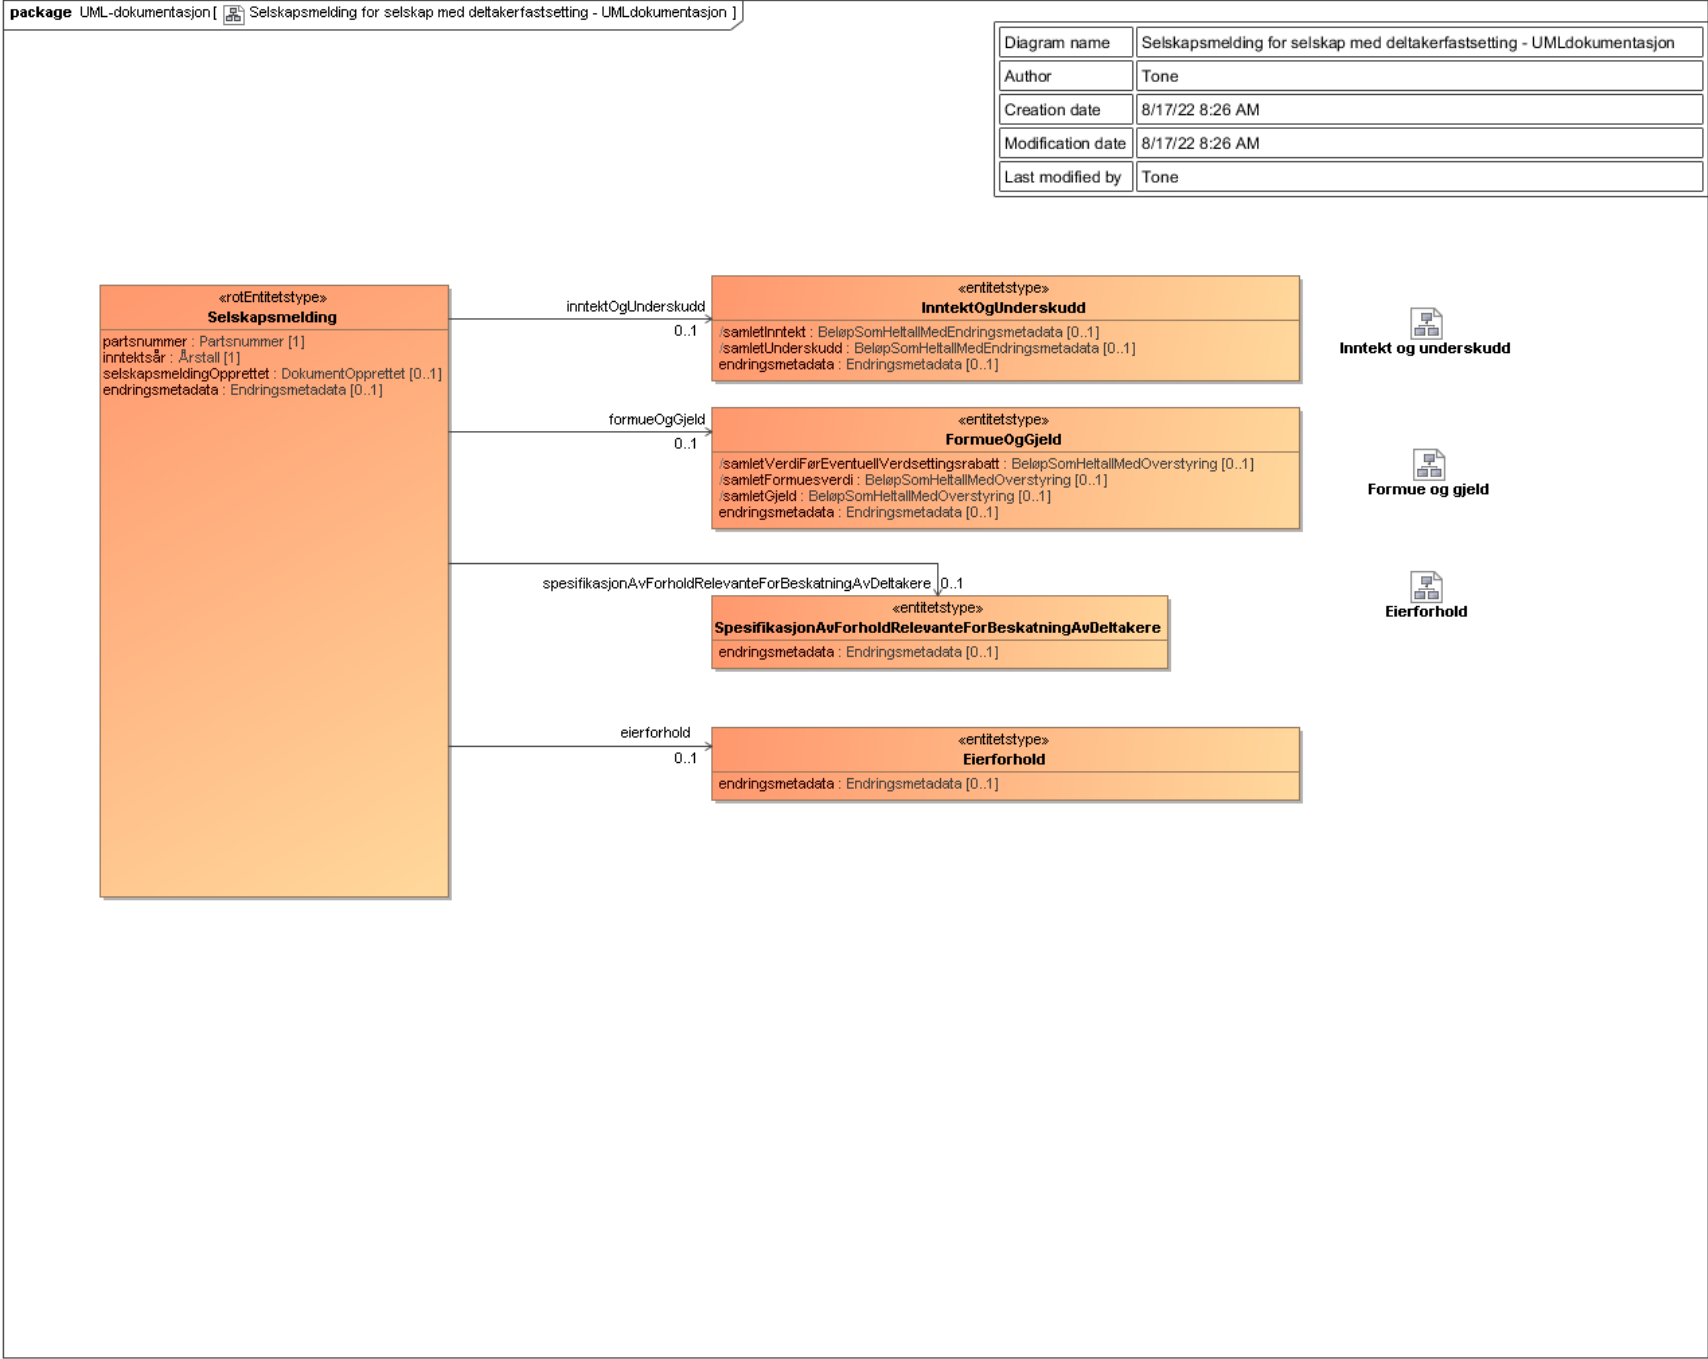 package UML-dokumentasjon [ Selskapsmelding for selskap med deltakerfastsetting - UMLdokumentasjon ]
Diagram name Selskapsmelding for selskap med deltakerfastsetting - UMLdokumentasjon
Author Tone
Creation date 8/17/22 8:26 AM
Modification date 8/17/22 8:26 AM
Last modified by Tone
«rotEntitetstype»
Selskapsmelding
partsnummer : Partsnummer [1]
inntektsår : Årstall [1]
selskapsmeldingOpprettet : DokumentOpprettet [0..1]
endringsmetadata : Endringsmetadata [0..1]
inntektOgUnderskudd
0..1
«entitetstype»
InntektOgUnderskudd
/samletInntekt : BeløpSomHeltallMedEndringsmetadata [0..1]
/samletUnderskudd : BeløpSomHeltallMedEndringsmetadata [0..1]
endringsmetadata : Endringsmetadata [0..1]
Inntekt og underskudd
formueOgGjeld
0..1
«entitetstype»
FormueOgGjeld
/samletVerdiFørEventuellVerdsettingsrabatt : BeløpSomHeltallMedOverstyring [0..1]
/samletFormuesverdi : BeløpSomHeltallMedOverstyring [0..1]
/samletGjeld : BeløpSomHeltallMedOverstyring [0..1]
endringsmetadata : Endringsmetadata [0..1]
Formue og gjeld
spesifikasjonAvForholdRelevanteForBeskatningAvDeltakere 0..1
«entitetstype»
SpesifikasjonAvForholdRelevanteForBeskatningAvDeltakere
endringsmetadata : Endringsmetadata [0..1]
Eierforhold
eierforhold
0..1
«entitetstype»
Eierforhold
endringsmetadata : Endringsmetadata [0..1]